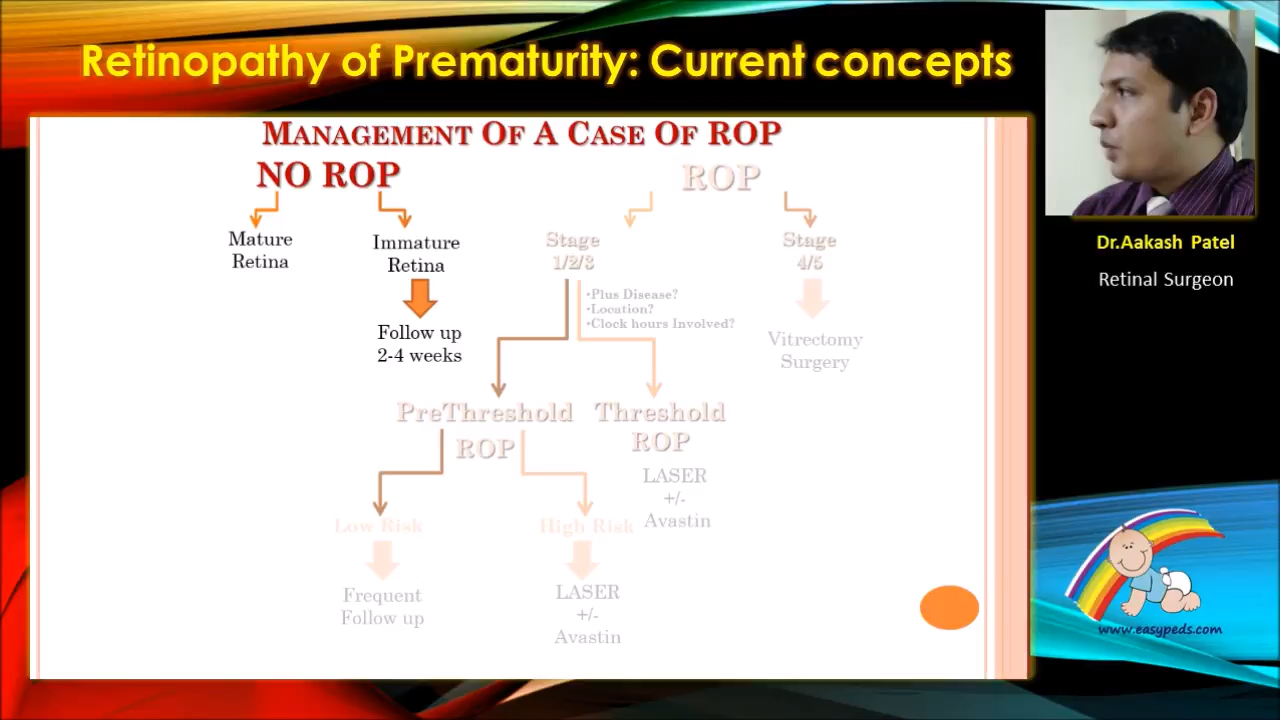 Retinopathy of Prematurity: Current concepts
MANAGEMENT OF A CASE OF ROP
NO ROP
ROP
Mature
Retina
Immature
Retina
Follow up
2-4 weeks
Stage
1/2/3
Stage
4/5
•Plus Disease?
•Location?
•Clock hours Involved?
Vitrectomy
Surgery
PreThreshold
ROP
Threshold
ROP
LASER
+/-
Avastin
Low Risk
High Risk
Frequent
Follow up
LASER
+/-
Avastin
Dr.Aakash Patel
Retinal Surgeon
www.easypeds.com